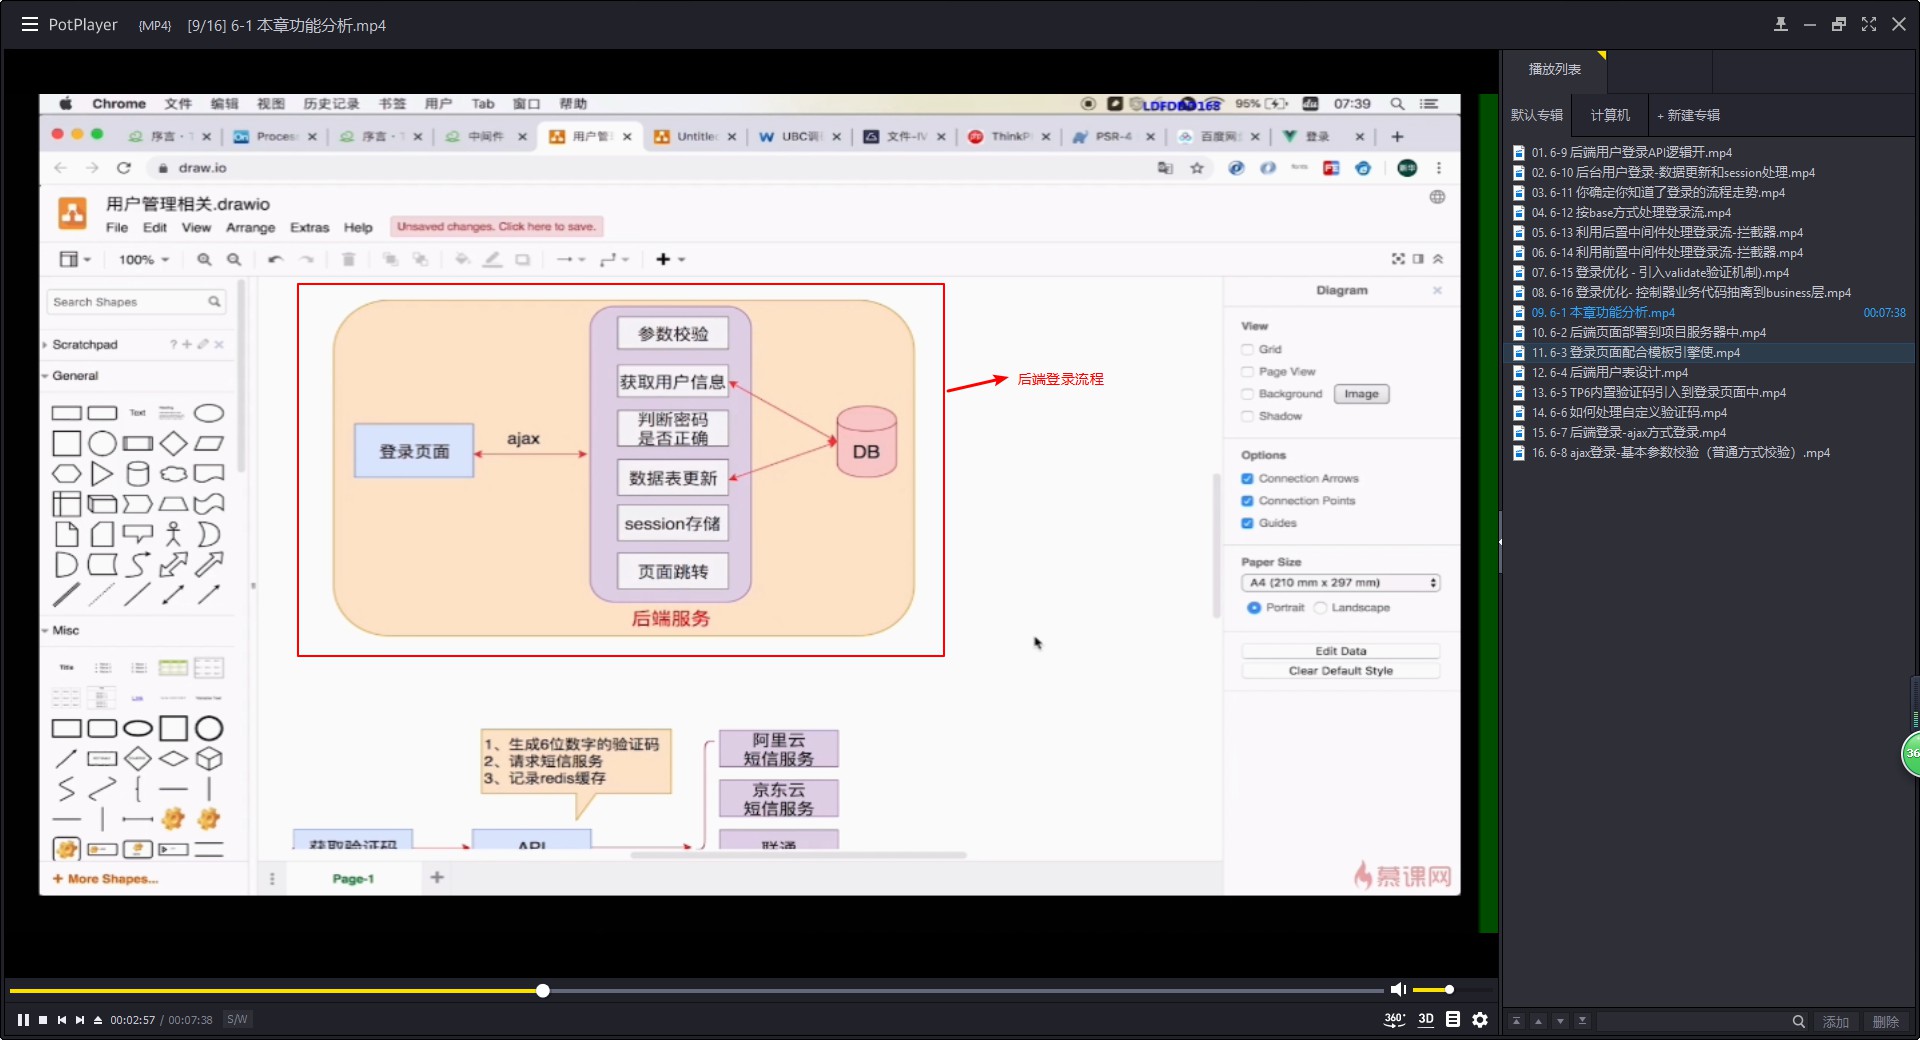 PotPlayer {MP4} [9/16] 6-1 本章功能分析.mp4
Chrome 文件 编辑 视图 历史记录 书签 用户 Tab 窗口 帮助
LDFDBO168 95% 07:39
序言 · T
Proces
序言 · T
中间件
用户管
Untitle
UBC调
文件-IV
ThinkP
PSR-4
百度网
登录
draw.io
用户管理相关.drawio
File Edit View Arrange Extras Help Unsaved changes. Click here to save.
100%
Search Shapes
Scratchpad
General
Text
Misc
Title
+ More Shapes...
参数校验
获取用户信息
判断密码
是否正确
数据表更新
session存储
页面跳转
后端服务
登录页面
ajax
DB
后端登录流程
1、生成6位数字的验证码
2、请求短信服务
3、记录redis缓存
阿里云
短信服务
京东云
短信服务
联通
获取验证码
API
Page-1
Diagram
View
Grid
Page View
Background Image
Shadow
Options
Connection Arrows
Connection Points
Guides
Paper Size
A4 (210 mm x 297 mm)
Portrait Landscape
Edit Data
Clear Default Style
慕课网
00:02:57 / 00:07:38 S/W
360° 3D
播放列表
默认专辑 计算机 + 新建专辑
01. 6-9 后端用户登录API逻辑开.mp4
02. 6-10 后台用户登录-数据更新和session处理.mp4
03. 6-11 你确定你知道了登录的流程走势.mp4
04. 6-12 按base方式处理登录流.mp4
05. 6-13 利用后置中间件处理登录流-拦截器.mp4
06. 6-14 利用前置中间件处理登录流-拦截器.mp4
07. 6-15 登录优化 - 引入validate验证机制).mp4
08. 6-16 登录优化- 控制器业务代码抽离到business层.mp4
09. 6-1 本章功能分析.mp4 00:07:38
10. 6-2 后端页面部署到项目服务器中.mp4
11. 6-3 登录页面配合模板引擎使.mp4
12. 6-4 后端用户表设计.mp4
13. 6-5 TP6内置验证码引入到登录页面中.mp4
14. 6-6 如何处理自定义验证码.mp4
15. 6-7 后端登录-ajax方式登录.mp4
16. 6-8 ajax登录-基本参数校验（普通方式校验）.mp4
36
添加 删除